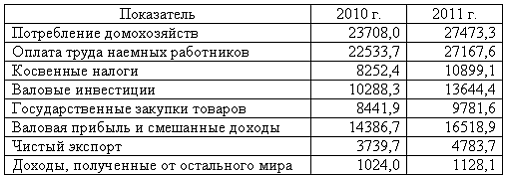 Показатель 2010 г. 2011 г.
Потребление домохозяйств 23708,0 27473,3
Оплата труда наемных работников 22533,7 27167,6
Косвенные налоги 8252,4 10899,1
Валовые инвестиции 10288,3 13644,4
Государственные закупки товаров 8441,9 9781,6
Валовая прибыль и смешанные доходы 14386,7 16518,9
Чистый экспорт 3739,7 4783,7
Доходы, полученные от остального мира 1024,0 1128,1